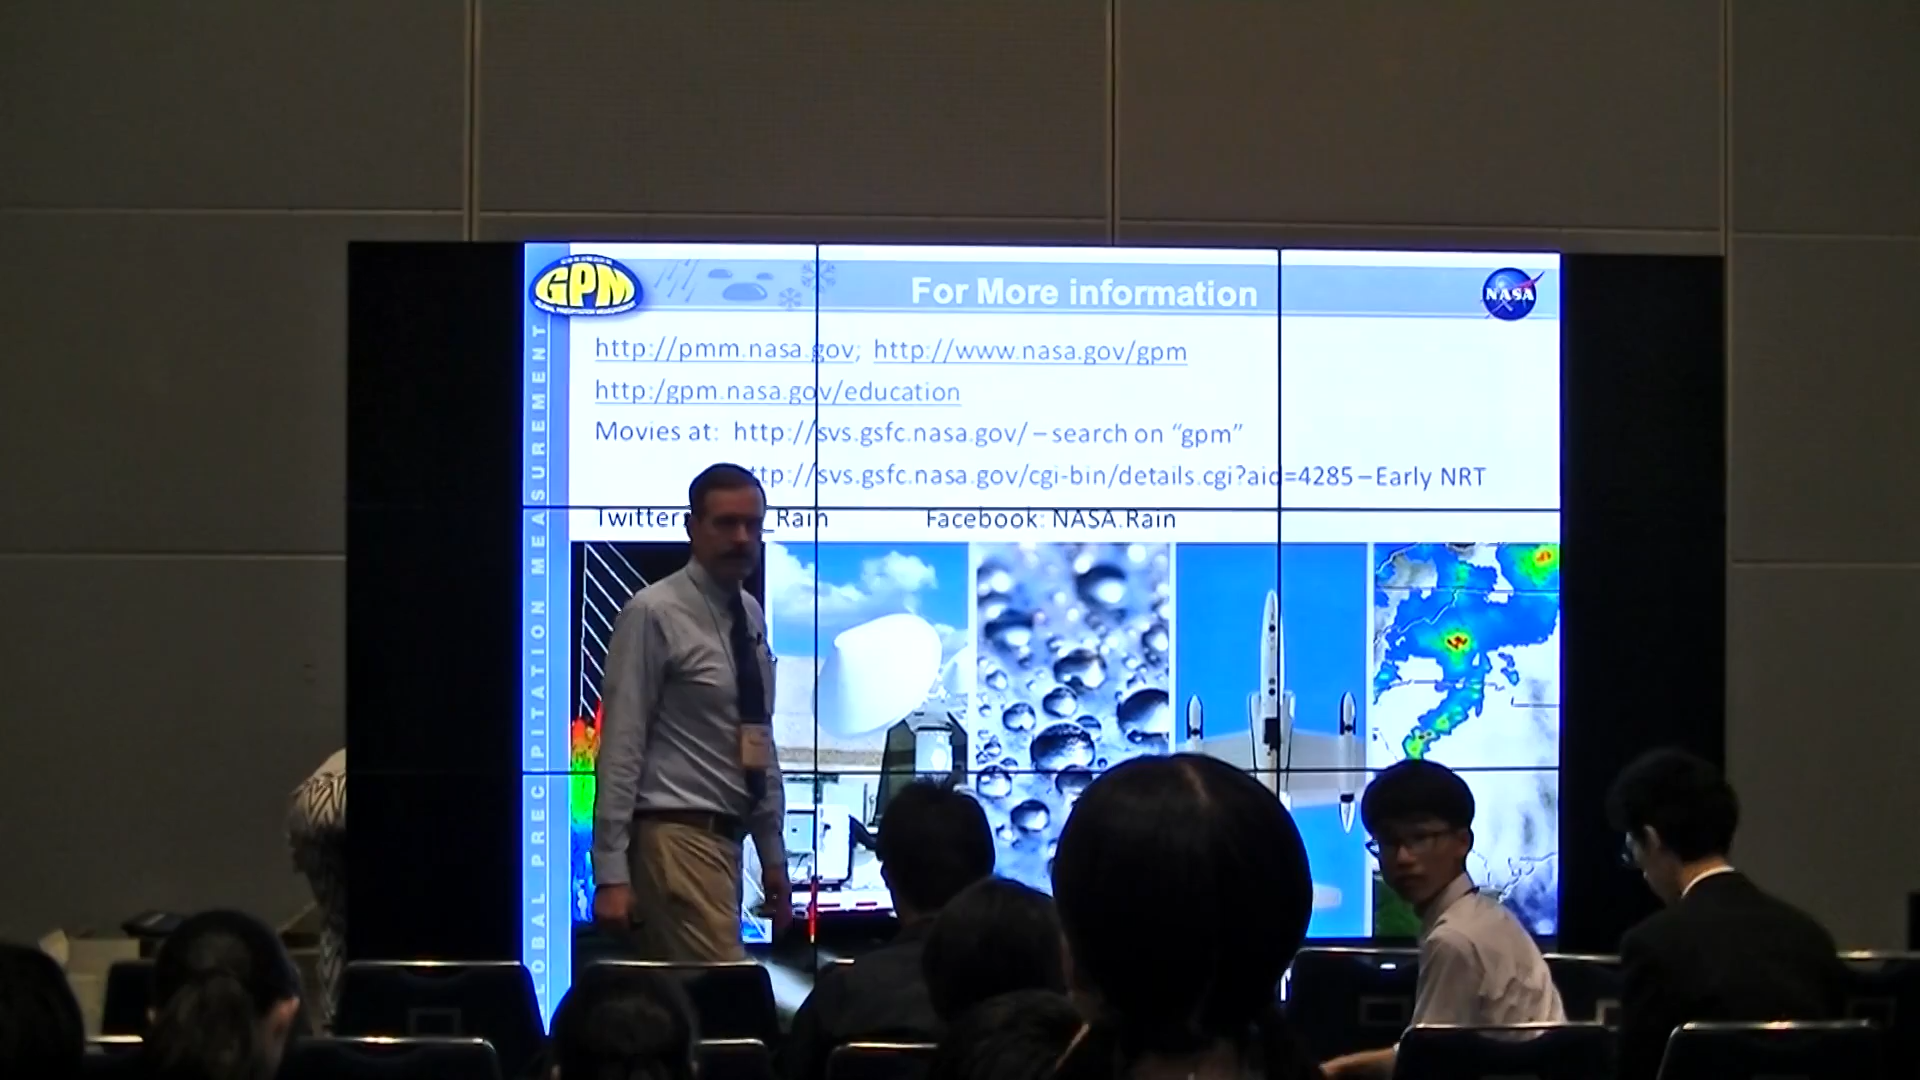 GPM
For More information
NASA
http://pmm.nasa.gov; http://www.nasa.gov/gpm
http:/gpm.nasa.gov/education
Movies at: http://svs.gsfc.nasa.gov/ – search on “gpm”
ttp://svs.gsfc.nasa.gov/cgi-bin/details.cgi?aid=4285 – Early NRT
Twitter: _Rain Facebook: NASA.Rain
GLOBAL PRECIPITATION MEASUREMENT